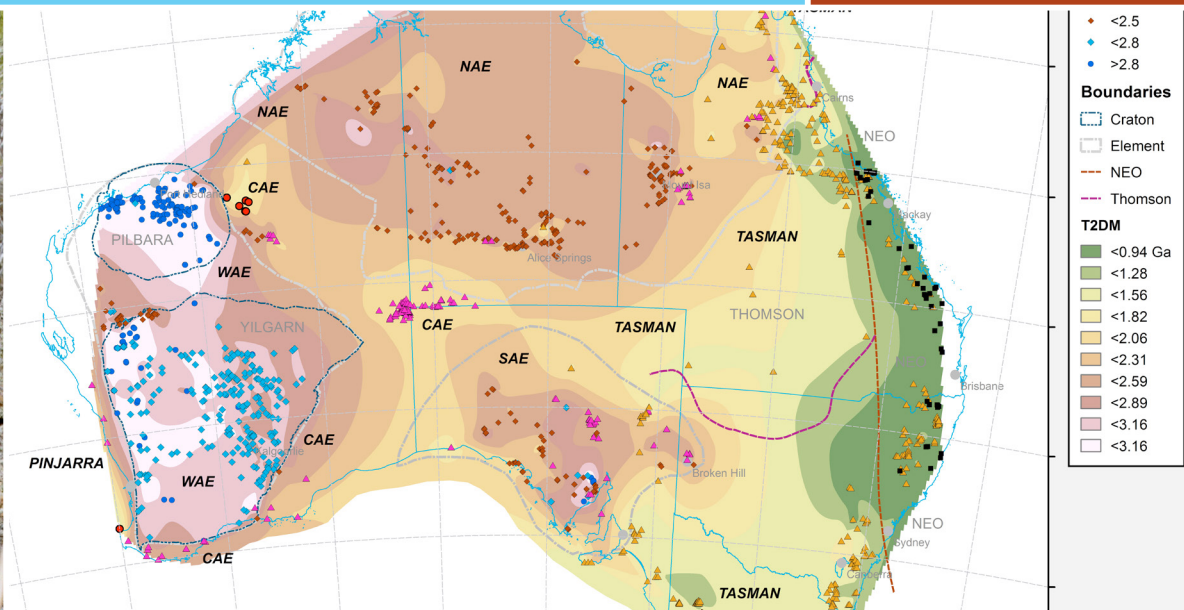 NAE
NAE
NAE
Cairns
NEO
CAE
PILBARA
WAE
Mackay
TASMAN
Alice Springs
YILGARN
CAE
TASMAN
THOMSON
SAE
Brisbane
CAE
PINJARRA
WAE
Broken Hill
NEO
Sydney
Canberra
CAE
TASMAN
<2.5
<2.8
>2.8
Boundaries
Craton
Element
NEO
Thomson
T2DM
<0.94 Ga
<1.28
<1.56
<1.82
<2.06
<2.31
<2.59
<2.89
<3.16
<3.16